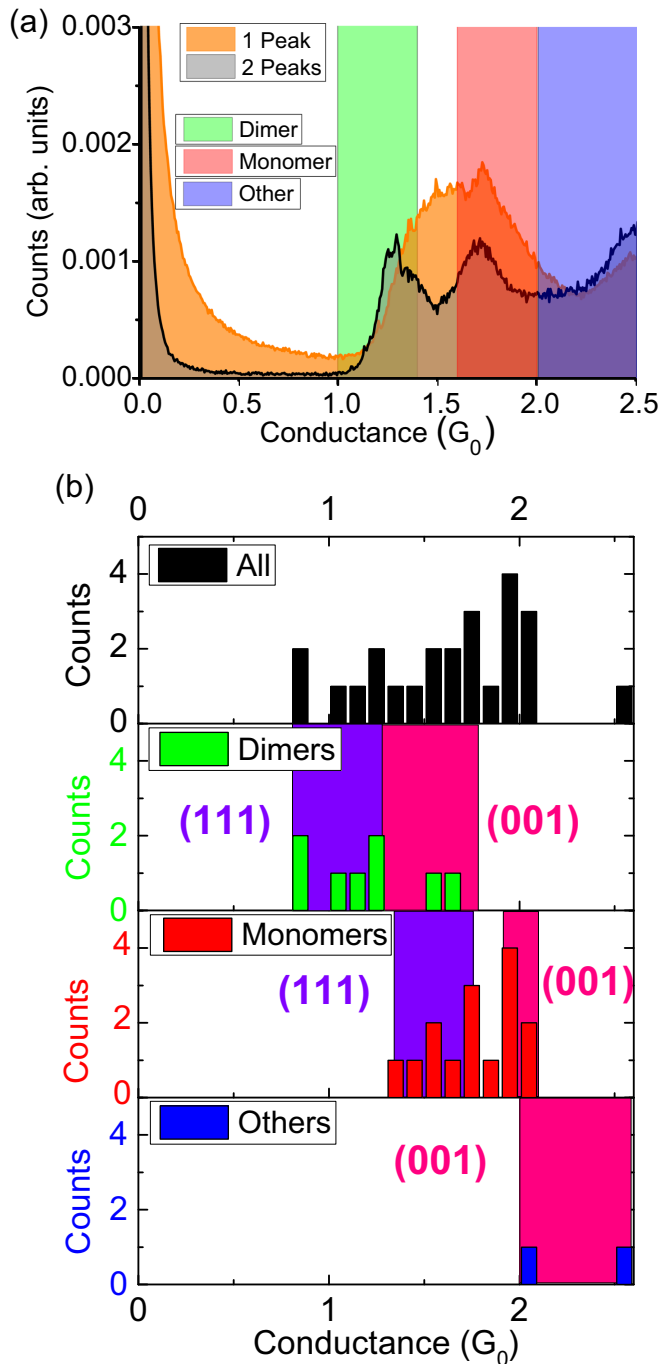 (a)
0.003
0.002
0.001
0.000
Counts (arb. units)
1 Peak
2 Peaks
Dimer
Monomer
Other
0.0 0.5 1.0 1.5 2.0 2.5
Conductance (G0)
(b)
0 1 2
All
4
2
0
Counts
Dimers
4
2
0
Counts
(111)
(001)
Monomers
4
2
0
Counts
(111)
(001)
Others
4
2
0
Counts
(001)
0 1 2
Conductance (G0)